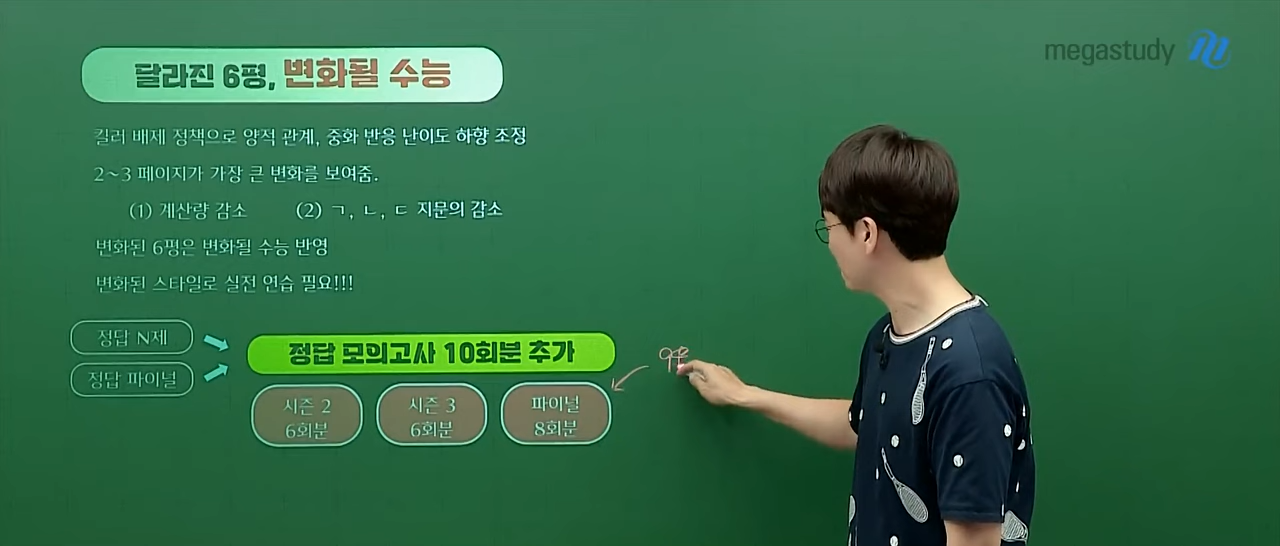 megastudy
달라진 6평, 변화될 수능
킬러 배제 정책으로 양적 관계, 중화 반응 난이도 하향 조정
2~3 페이지가 가장 큰 변화를 보여줌.
(1) 계산량 감소 (2) ㄱ, ㄴ, ㄷ 지문의 감소
변화된 6평은 변화될 수능 반영
변화된 스타일로 실전 연습 필요!!!
정답 N제
정답 파이널
정답 모의고사 10회분 추가
시즌 2
6회분
시즌 3
6회분
파이널
8회분